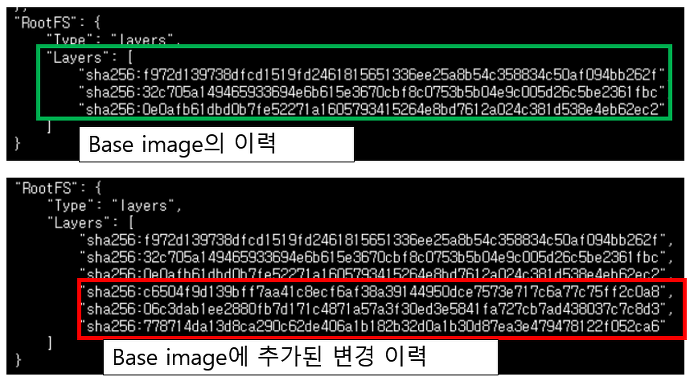 },
"RootFS": {
"Type": "layers",
"Layers": [
"sha256:f972d139738dfcd1519fd2461815651336ee25a8b54c358834c50af094bb262f"
"sha256:32c705a149465933694e6b615e3670cbf8c0753b5b04e9c005d26c5be2361fbc"
"sha256:0e0afb61dbd0b7fe52271a1605793415264e8bd7612a024c381d538e4eb62ec2"
]
}
Base image의 이력
"RootFS": {
"Type": "layers",
"Layers": [
"sha256:f972d139738dfcd1519fd2461815651336ee25a8b54c358834c50af094bb262f",
"sha256:32c705a149465933694e6b615e3670cbf8c0753b5b04e9c005d26c5be2361fbc",
"sha256:0e0afb61dbd0b7fe52271a1605793415264e8bd7612a024c381d538e4eb62ec2",
"sha256:c6504f9d139bff7aa41c8ecf6af38a39144950dce7573e717c6a77c75ff2c0a8",
"sha256:06c3dab1ee2880fb7d171c4871a57a3f30ed3e5841fa727cb7ad438037c7c8d3",
"sha256:778714da13d8ca290c62de406a1b182b32d0a1b30d87ea3e479478122f052ca6"
]
}
Base image에 추가된 변경 이력